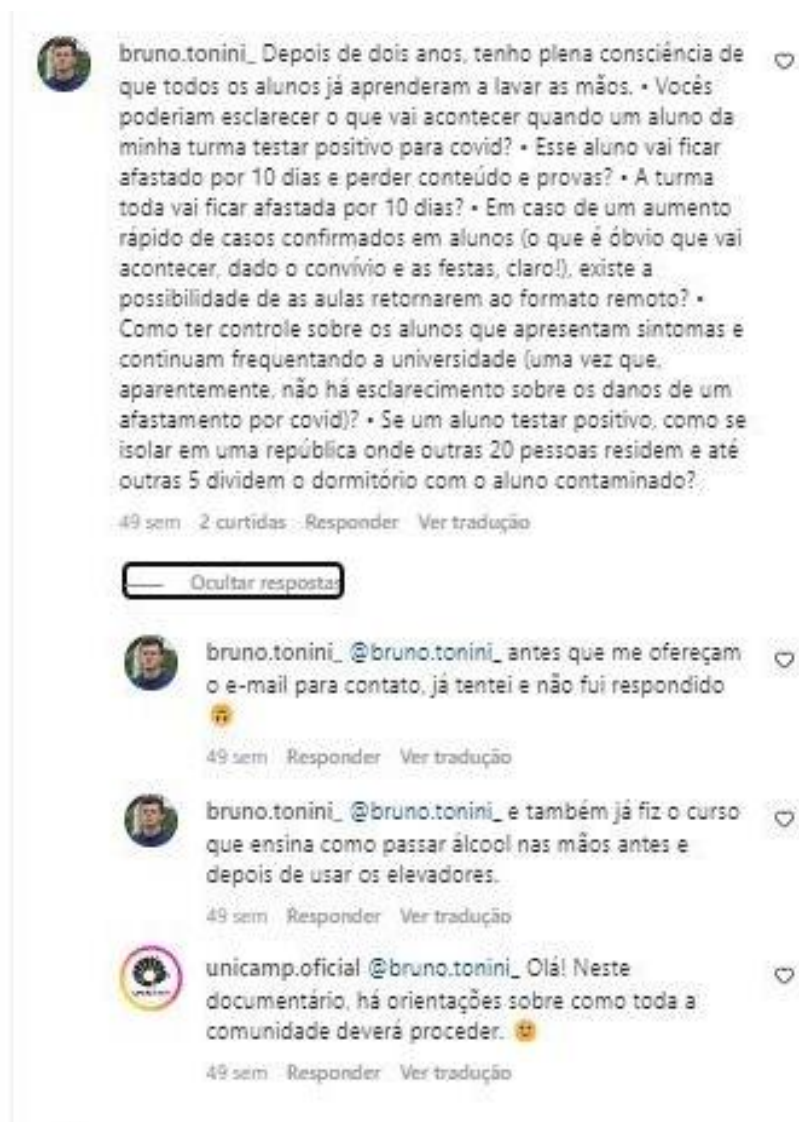 bruno.tonini_ Depois de dois anos, tenho plena consciência de
que todos os alunos já aprenderam a lavar as mãos. • Vocês
poderiam esclarecer o que vai acontecer quando um aluno da
minha turma testar positivo para covid? • Esse aluno vai ficar
afastado por 10 dias e perder conteúdo e provas? • A turma
toda vai ficar afastada por 10 dias? • Em caso de um aumento
rápido de casos confirmados em alunos (o que é óbvio que vai
acontecer, dado o convívio e as festas, claro!), existe a
possibilidade de as aulas retornarem ao formato remoto? •
Como ter controle sobre os alunos que apresentam sintomas e
continuam frequentando a universidade (uma vez que,
aparentemente, não há esclarecimento sobre os danos de um
afastamento por covid)? • Se um aluno testar positivo, como se
isolar em uma república onde outras 20 pessoas residem e até
outras 5 dividem o dormitório com o aluno contaminado?
49 sem 2 curtidas Responder Ver tradução
Ocultar respostas
bruno.tonini_ @bruno.tonini_ antes que me ofereçam
o e-mail para contato, já tentei e não fui respondido
🙃
49 sem Responder Ver tradução
bruno.tonini_ @bruno.tonini_ e também já fiz o curso
que ensina como passar álcool nas mãos antes e
depois de usar os elevadores.
49 sem Responder Ver tradução
unicamp.oficial @bruno.tonini_ Olá! Neste
documentário, há orientações sobre como toda a
comunidade deverá proceder. 🙂
49 sem Responder Ver tradução